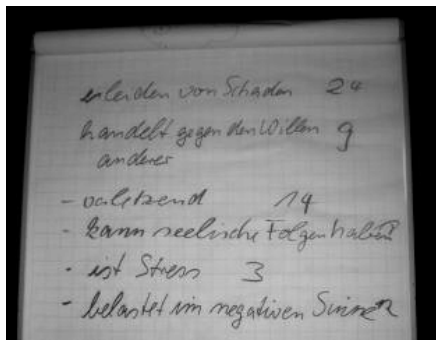 erleiden von Schaden 24
handelt gegen den Willen 9
anderer
- verletzend 14
- kann seelische Folgen haben
- ist Stress 3
- belastet im negativen Sinne